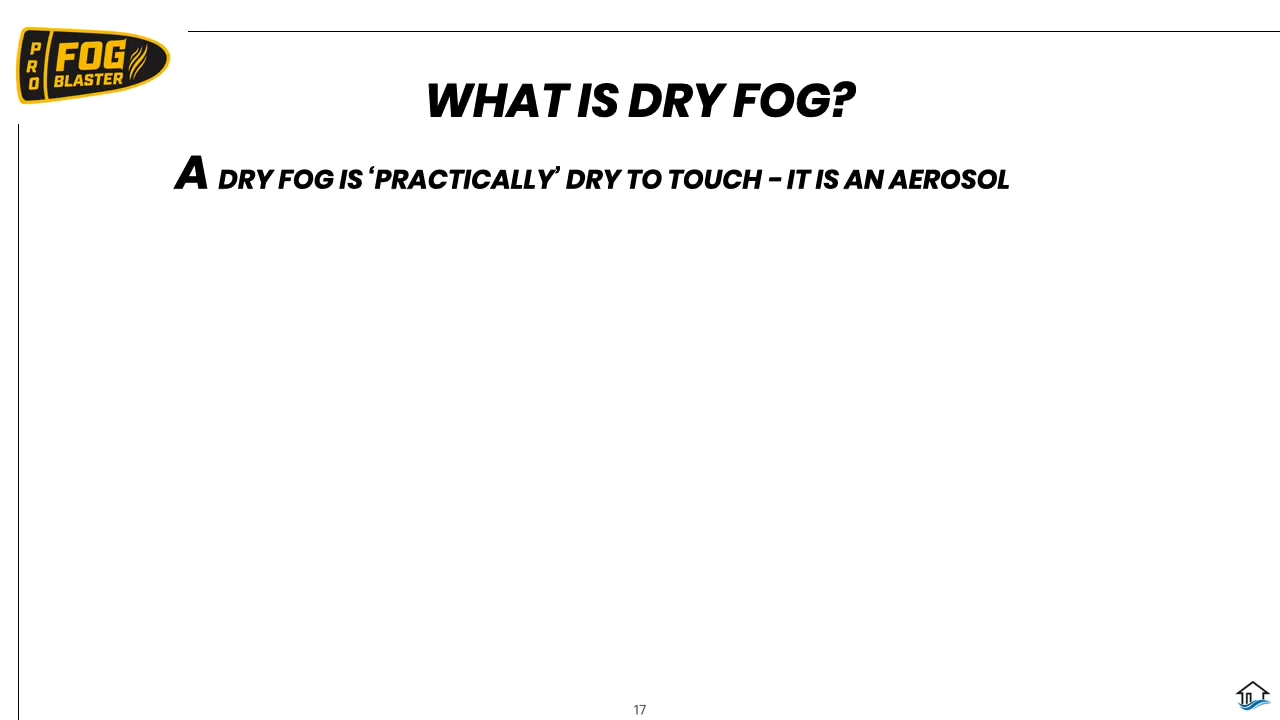 PRO
FOG
BLASTER
WHAT IS DRY FOG?
A DRY FOG IS ‘PRACTICALLY’ DRY TO TOUCH – IT IS AN AEROSOL
17